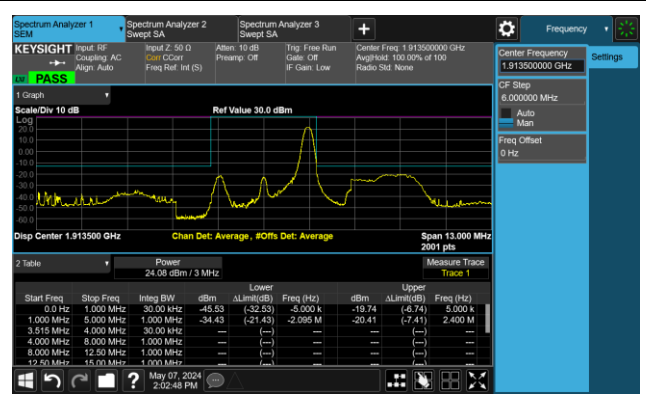 Spectrum Analyzer 1
SEM
Spectrum Analyzer 2
Swept SA
Spectrum Analyzer 3
Swept SA
Frequency
KEYSIGHT
Input: RF
Coupling: AC
Align: Auto
Input Z: 50 Ω
Corr CCorr
Freq Ref: Int (S)
Atten: 10 dB
Preamp: Off
Trig: Free Run
Gate: Off
IF Gain: Low
Center Freq: 1.913500000 GHz
Avg|Hold: 100.00% of 100
Radio Std: None
LW PASS
Center Frequency
1.913500000 GHz
Settings
CF Step
6.000000 MHz
Auto
Man
Freq Offset
0 Hz
1 Graph
Scale/Div 10 dB
Ref Value 30.0 dBm
Log
20.0
10.0
0.00
-10.0
-20.0
-30.0
-40.0
-50.0
-60.0
Disp Center 1.913500 GHz
Chan Det: Average, #Offs Det: Average
Span 13.000 MHz
2001 pts
2 Table
Power
24.08 dBm / 3 MHz
Measure Trace
Trace 1
Lower Upper
Start Freq Stop Freq Integ BW dBm ΔLimit(dB) Freq (Hz) dBm ΔLimit(dB) Freq (Hz)
0.0 Hz 1.000 MHz 30.00 kHz -45.53 (-32.53) -5.000 k -19.74 (-6.74) 5.000 k
1.000 MHz 5.000 MHz 1.000 MHz -34.43 (-21.43) -2.095 M -20.41 (-7.41) 2.400 M
3.515 MHz 4.000 MHz 30.00 kHz --- (---) --- --- (---) ---
4.000 MHz 8.000 MHz 1.000 MHz --- (---) --- --- (---) ---
8.000 MHz 12.50 MHz 1.000 MHz --- (---) --- --- (---) ---
12.50 MHz 15.00 MHz 1.000 MHz --- (---) --- --- (---) ---
May 07, 2024
2:02:48 PM